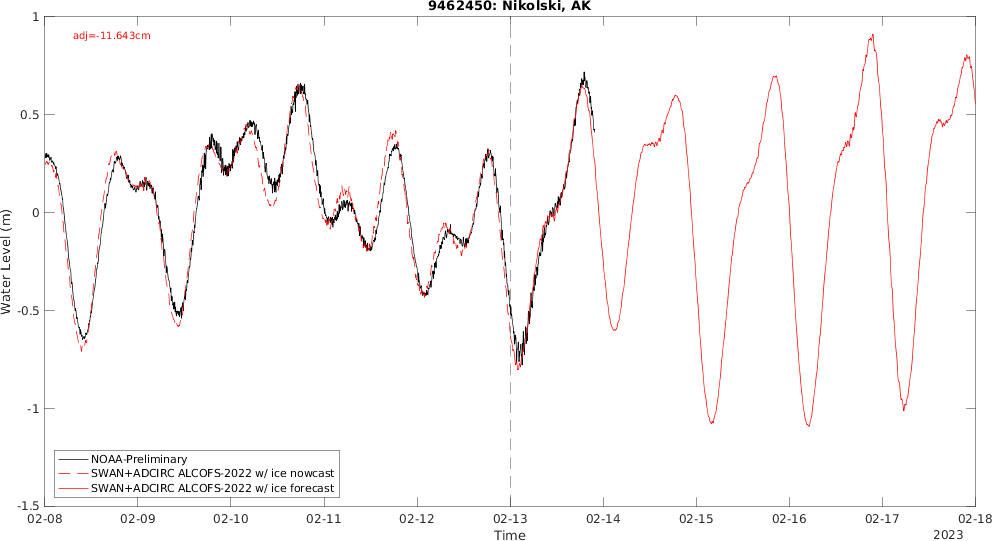 9462450: Nikolski, AK
adj=-11.643cm
1
0.5
0
-0.5
-1
-1.5
Water Level (m)
NOAA-Preliminary
SWAN+ADCIRC ALCOFS-2022 w/ ice nowcast
SWAN+ADCIRC ALCOFS-2022 w/ ice forecast
02-08 02-09 02-10 02-11 02-12 02-13 02-14 02-15 02-16 02-17 02-18
Time
2023